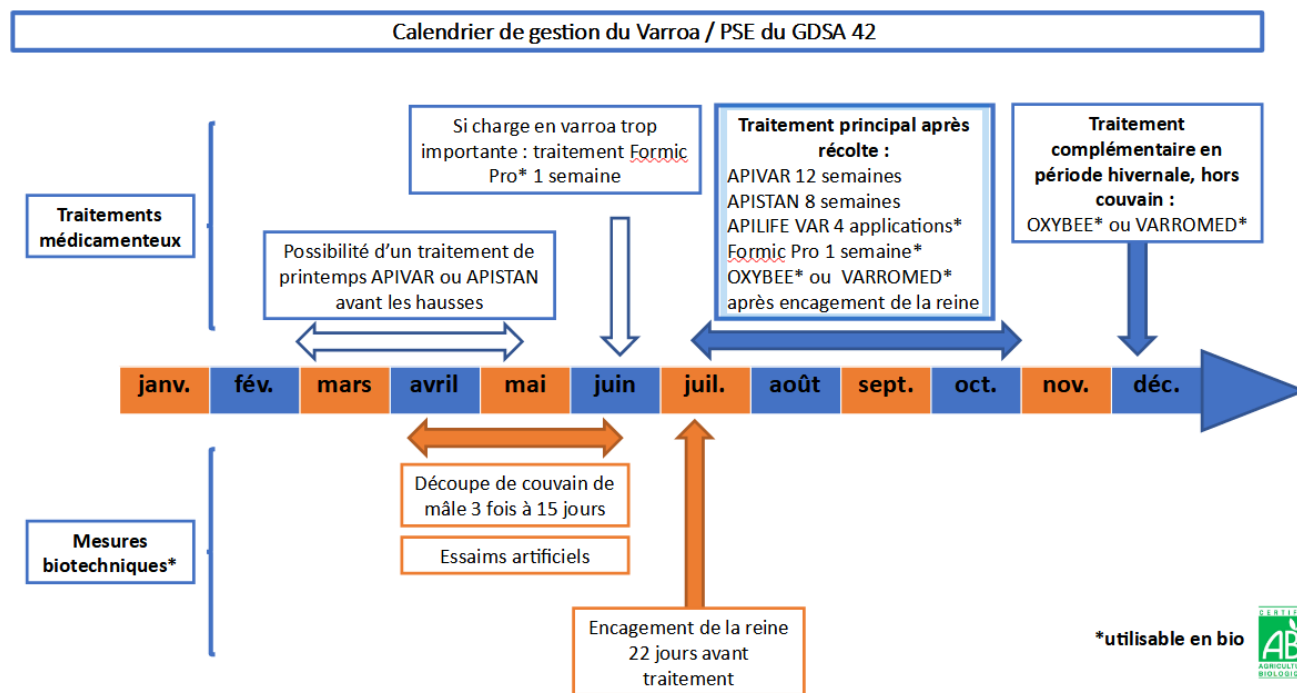 Calendrier de gestion du Varroa / PSE du GDSA 42
Si charge en varroa trop
importante : traitement Formic
Pro* 1 semaine
Traitement principal après
récolte :
APIVAR 12 semaines
APISTAN 8 semaines
APILIFE VAR 4 applications*
Formic Pro 1 semaine*
OXYBEE* ou VARROMED*
après encagement de la reine
Traitement
complémentaire en
période hivernale, hors
couvain :
OXYBEE* ou VARROMED*
Traitements
médicamenteux
Possibilité d’un traitement de
printemps APIVAR ou APISTAN
avant les hausses
janv. fév. mars avril mai juin juil. août sept. oct. nov. déc.
Découpe de couvain de
mâle 3 fois à 15 jours
Essaims artificiels
Mesures
biotechniques*
Encagement de la reine
22 jours avant
traitement
*utilisable en bio
CERTIFI
AB
AGRICULTU
BIOLOGIQ